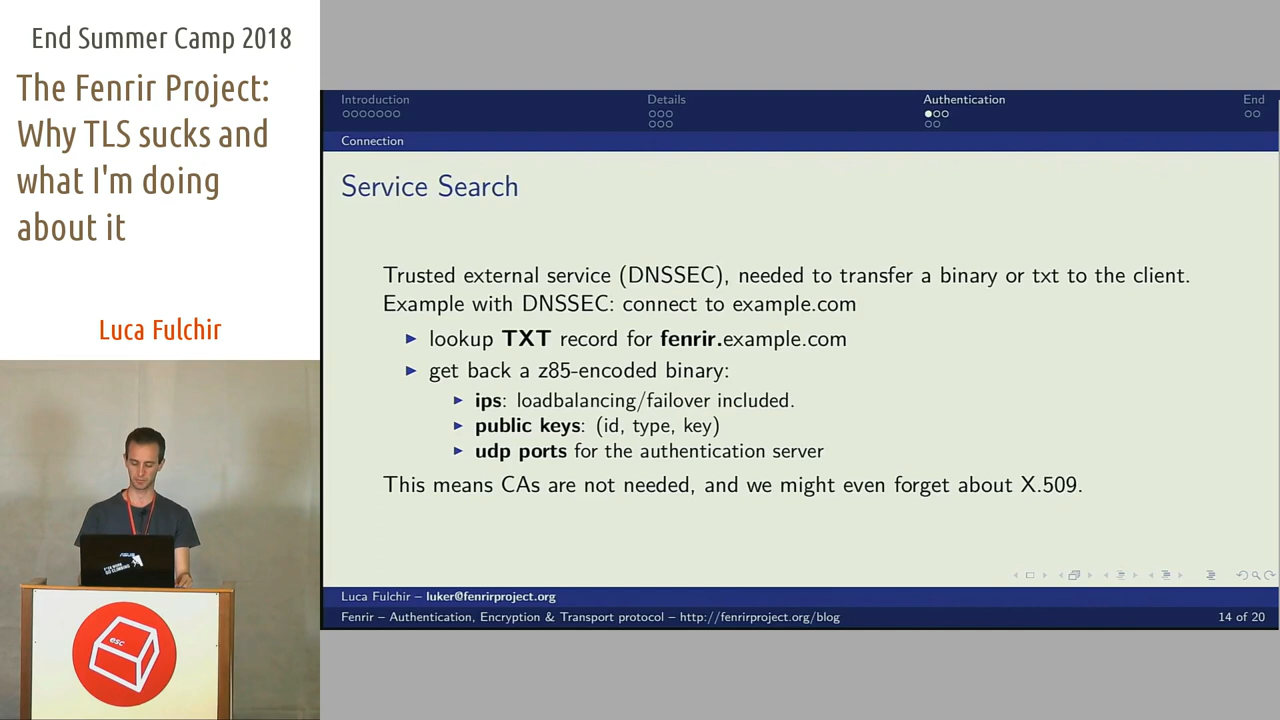 End Summer Camp 2018
The Fenrir Project:
Why TLS sucks and
what I'm doing
about it
Luca Fulchir
esc
Introduction
Details
Authentication
End
Connection
Service Search
Trusted external service (DNSSEC), needed to transfer a binary or txt to the client.
Example with DNSSEC: connect to example.com
lookup TXT record for fenrir.example.com
get back a z85-encoded binary:
ips: loadbalancing/failover included.
public keys: (id, type, key)
udp ports for the authentication server
This means CAs are not needed, and we might even forget about X.509.
Luca Fulchir – luker@fenrirproject.org
Fenrir – Authentication, Encryption & Transport protocol – http://fenrirproject.org/blog
14 of 20